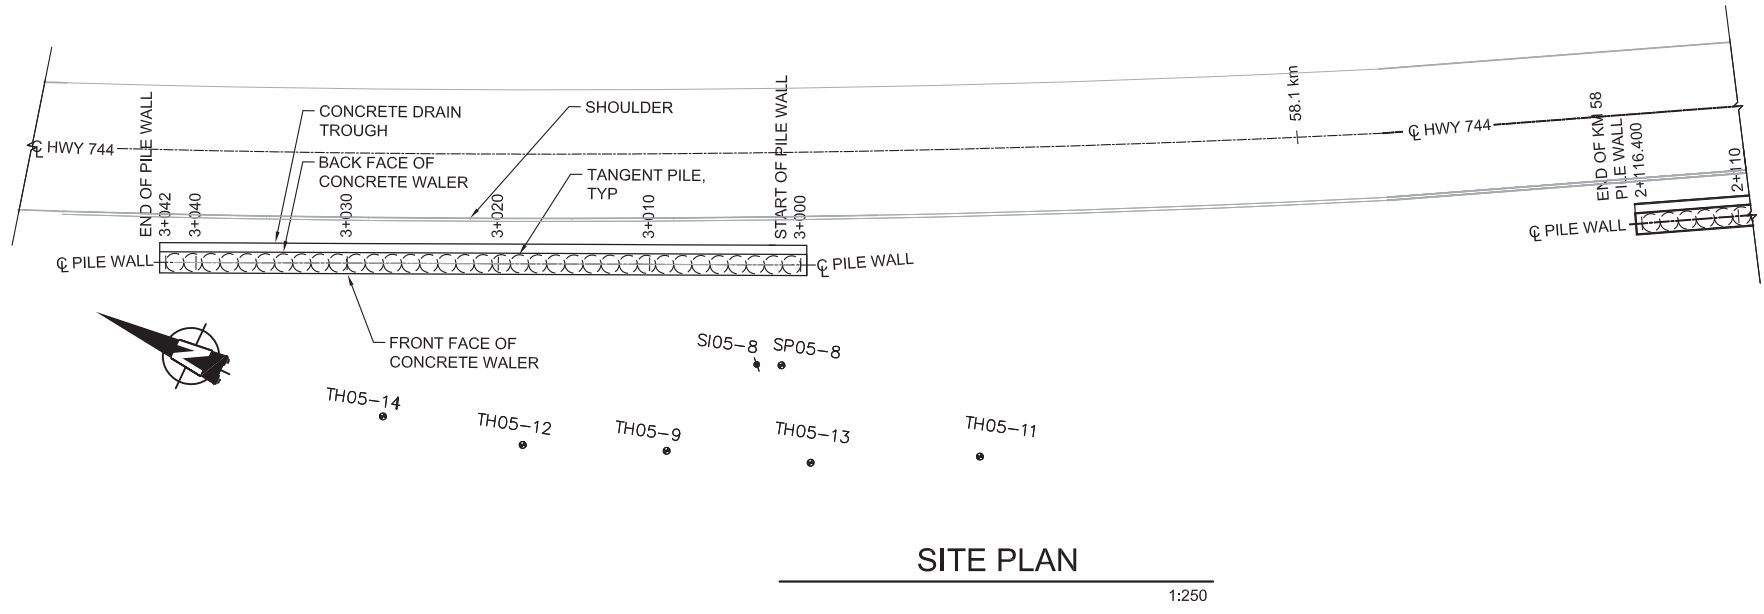 END OF PILE WALL
CONCRETE DRAIN
TROUGH
SHOULDER
START OF PILE WALL
58.1 km
℄ HWY 744
℄ HWY 744
BACK FACE OF
CONCRETE WALER
TANGENT PILE,
TYP
END OF KM 58
PILE WALL
2+116.400
2+110
3+042
3+040
3+030
3+020
3+010
3+000
℄ PILE WALL
℄ PILE WALL
℄ PILE WALL
N
FRONT FACE OF
CONCRETE WALER
SI05-8
SP05-8
TH05-14
TH05-12
TH05-9
TH05-13
TH05-11
SITE PLAN
1:250